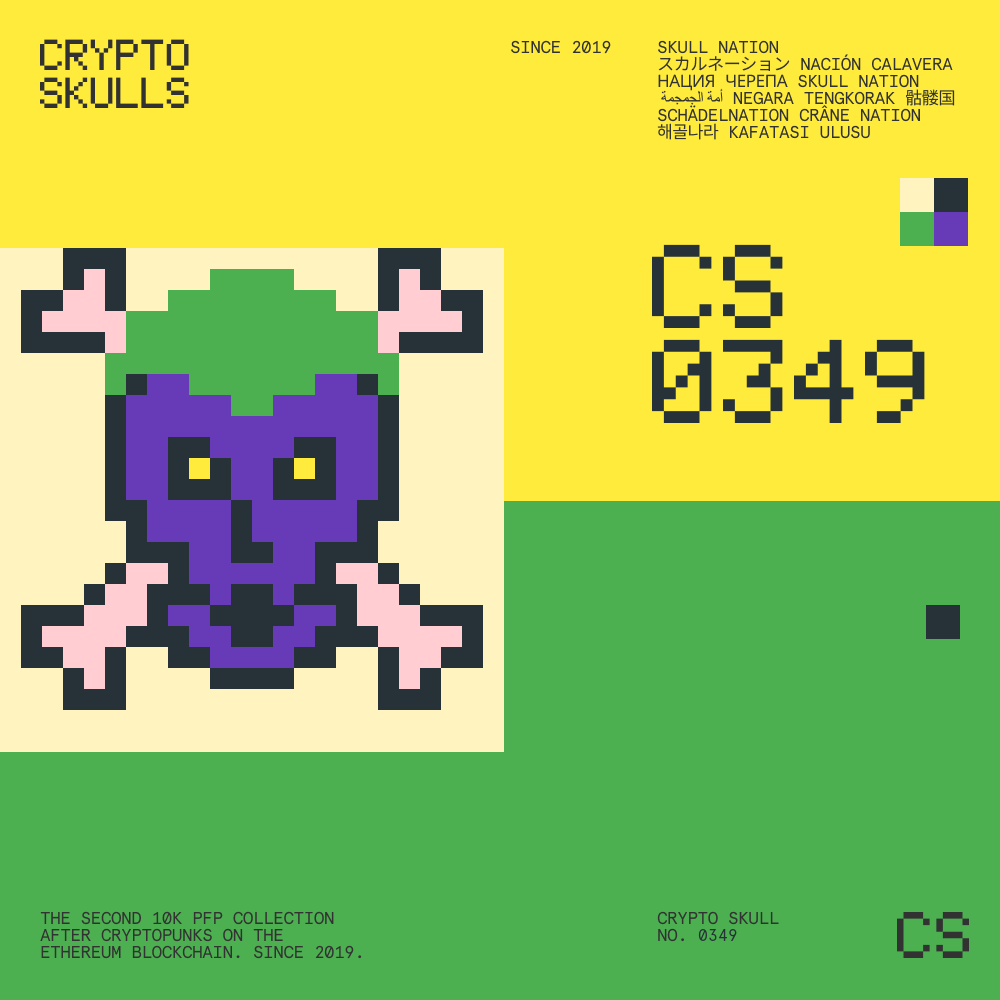 CRYPTO
SKULLS
SINCE 2019
SKULL NATION
スカルネーション NACIÓN CALAVERA
НАЦИЯ ЧЕРЕПА SKULL NATION
أمة الجمجمة NEGARA TENGKORAK 骷髅国
SCHÄDELNATION CRÂNE NATION
해골나라 KAFATASI ULUSU
CS
0349
THE SECOND 10K PFP COLLECTION
AFTER CRYPTOPUNKS ON THE
ETHEREUM BLOCKCHAIN. SINCE 2019.
CRYPTO SKULL
NO. 0349
CS